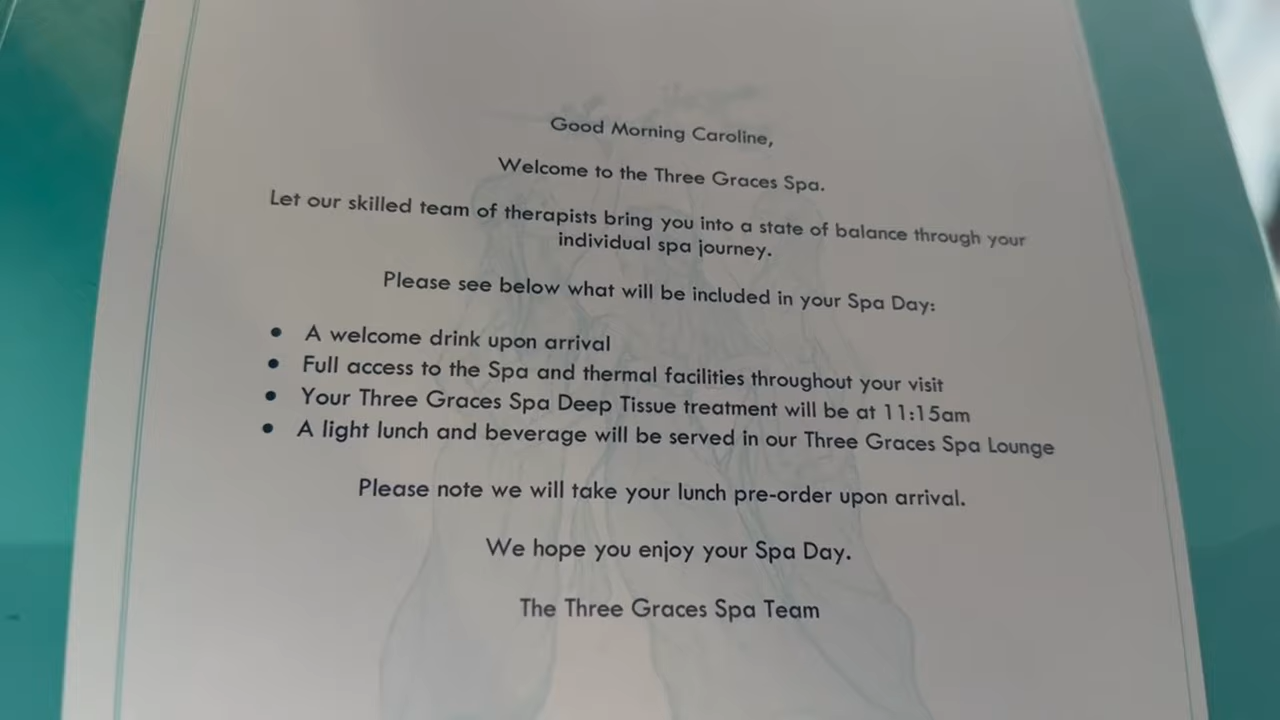 Good Morning Caroline,
Welcome to the Three Graces Spa.
Let our skilled team of therapists bring you into a state of balance through your
individual spa journey.
Please see below what will be included in your Spa Day:
• A welcome drink upon arrival
• Full access to the Spa and thermal facilities throughout your visit
• Your Three Graces Spa Deep Tissue treatment will be at 11:15am
• A light lunch and beverage will be served in our Three Graces Spa Lounge
Please note we will take your lunch pre-order upon arrival.
We hope you enjoy your Spa Day.
The Three Graces Spa Team